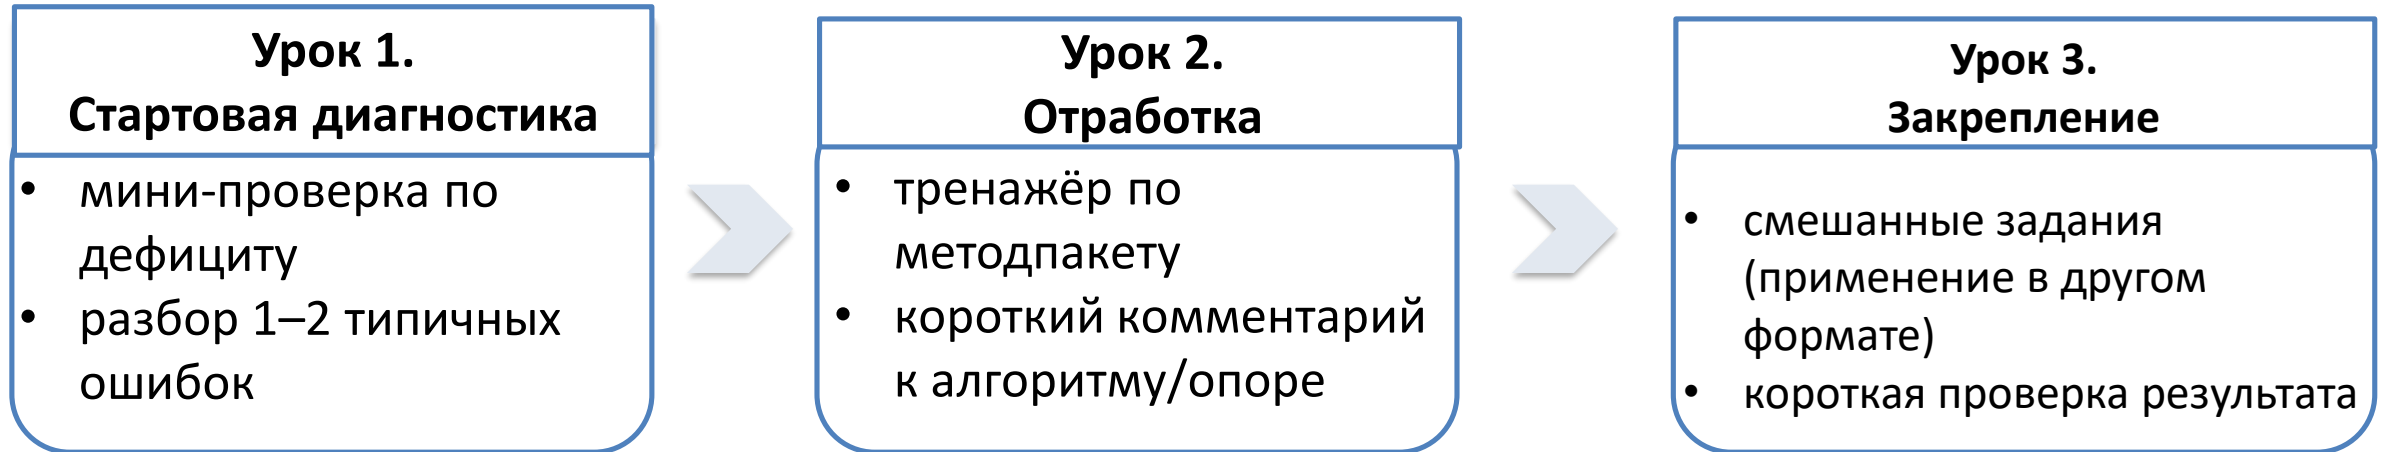 Урок 1.
Стартовая диагностика
• мини-проверка по
дефициту
• разбор 1–2 типичных
ошибок
Урок 2.
Отработка
• тренажёр по
методпакету
• короткий комментарий
к алгоритму/опоре
Урок 3.
Закрепление
• смешанные задания
(применение в другом
формате)
• короткая проверка результата